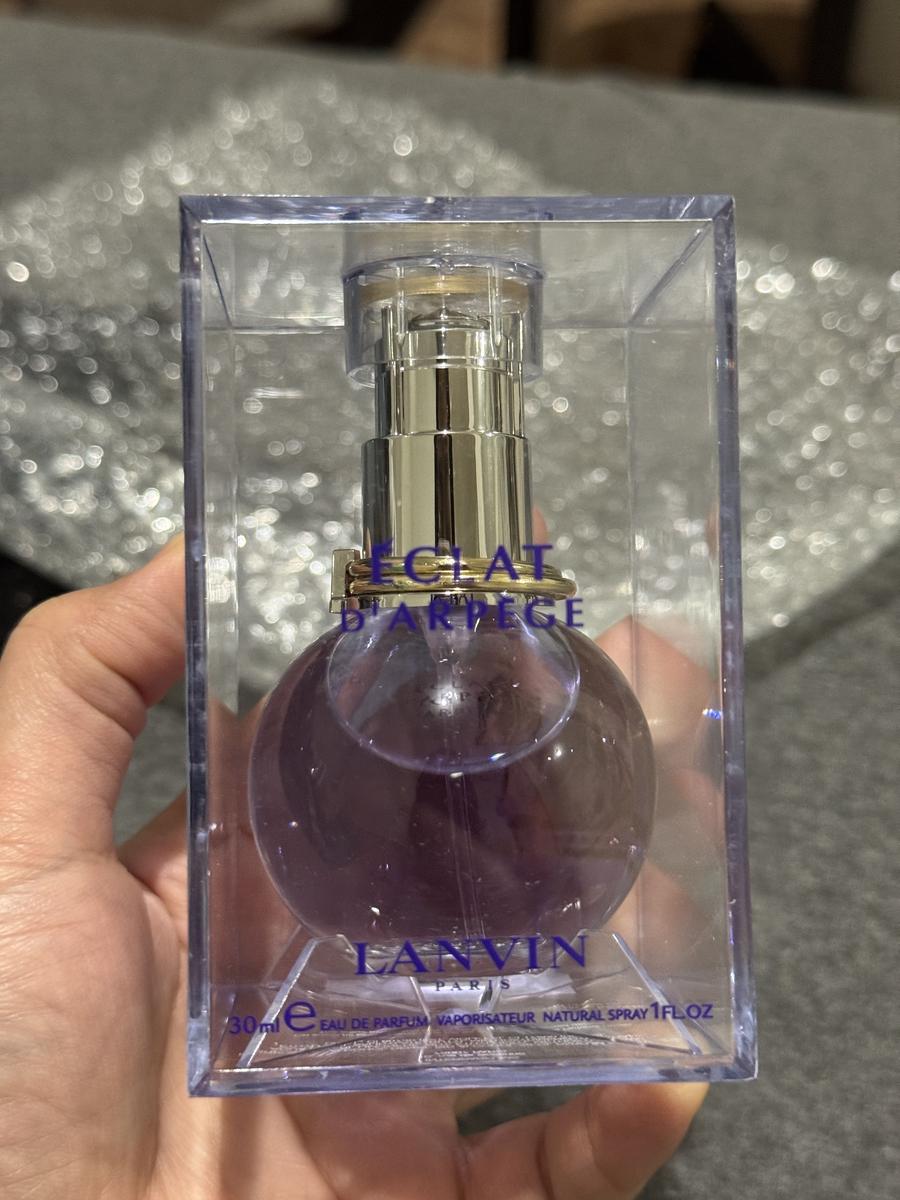 ÉCLAT
D'ARPÈGE
LANVIN
PARIS
30ml e EAU DE PARFUM VAPORISATEUR NATURAL SPRAY 1FL.OZ